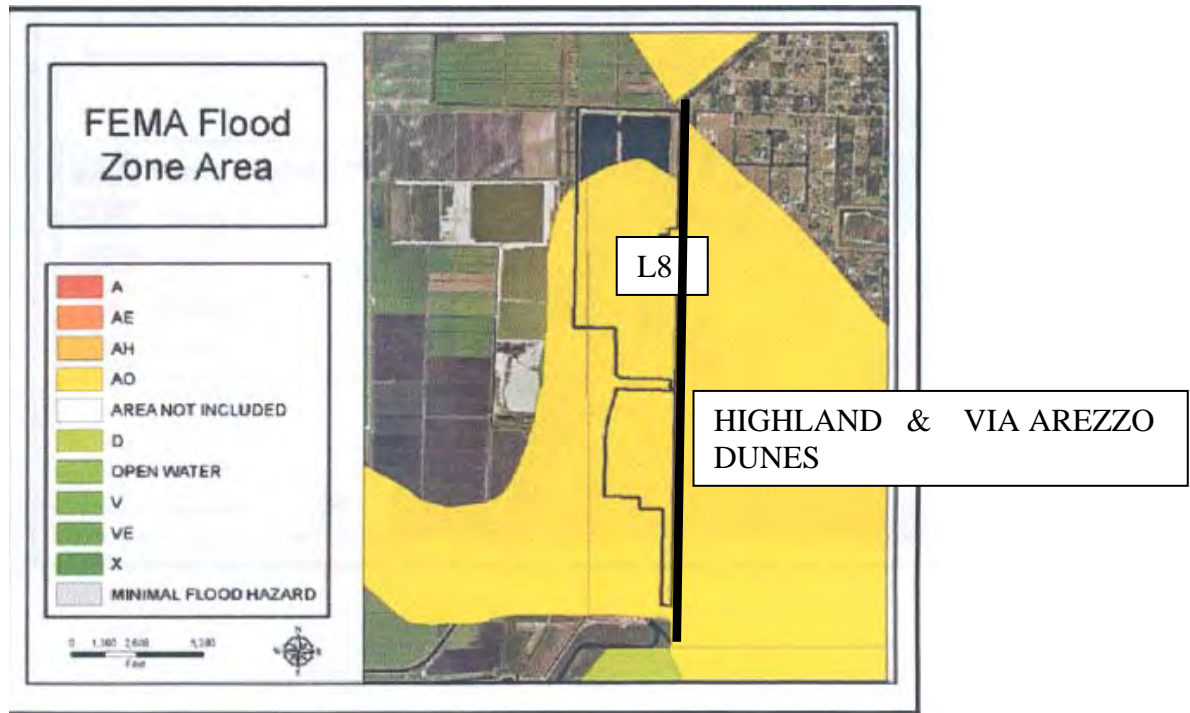 FEMA Flood
Zone Area
A
AE
AH
AO
AREA NOT INCLUDED
D
OPEN WATER
V
VE
X
MINIMAL FLOOD HAZARD
0
Feet
N
L8
HIGHLAND & VIA AREZZO
DUNES